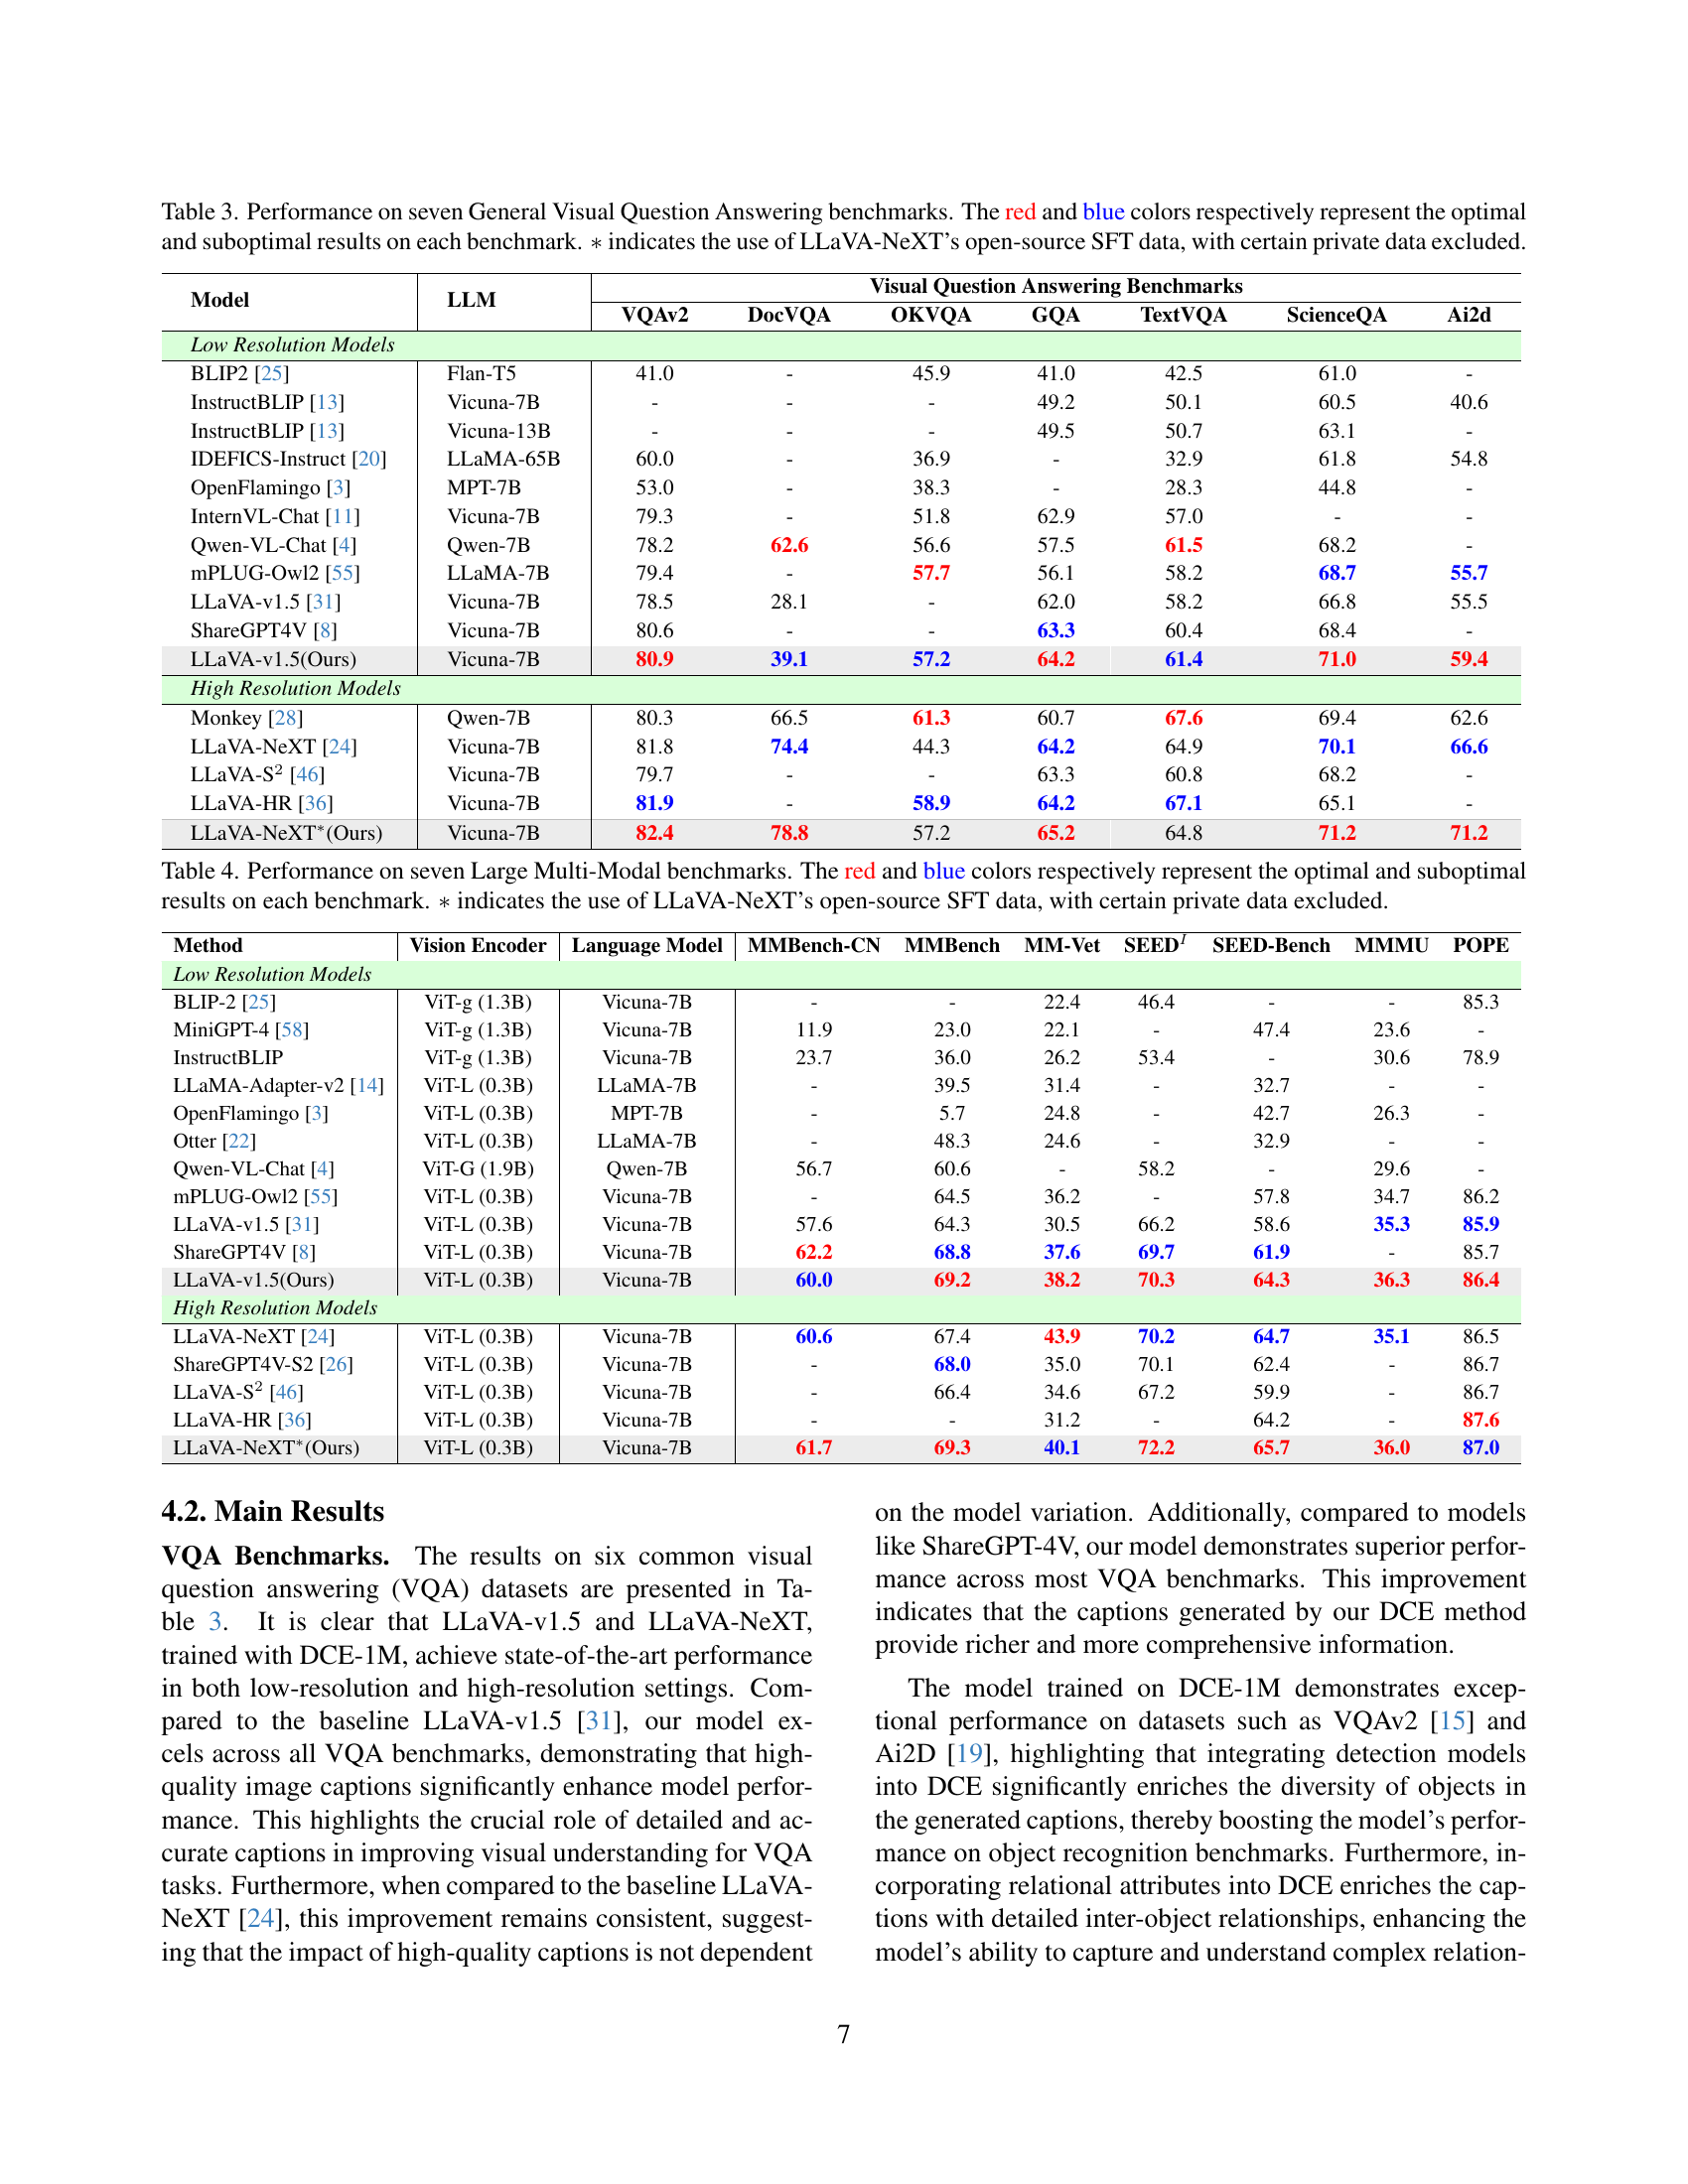 Table 3. Performance on seven General Visual Question Answering benchmarks. The red and blue colors respectively represent the optimal
and suboptimal results on each benchmark. ∗ indicates the use of LLaVA-NeXT's open-source SFT data, with certain private data excluded.
Model LLM Visual Question Answering Benchmarks
VQAv2 DocVQA OKVQA GQA TextVQA ScienceQA Ai2d
Low Resolution Models
BLIP2 [25] Flan-T5 41.0 - 45.9 41.0 42.5 61.0 -
InstructBLIP [13] Vicuna-7B - - - 49.2 50.1 60.5 40.6
InstructBLIP [13] Vicuna-13B - - - 49.5 50.7 63.1 -
IDEFICS-Instruct [20] LLaMA-65B 60.0 - 36.9 - 32.9 61.8 54.8
OpenFlamingo [3] MPT-7B 53.0 - 38.3 - 28.3 44.8 -
InternVL-Chat [11] Vicuna-7B 79.3 - 51.8 62.9 57.0 - -
Qwen-VL-Chat [4] Qwen-7B 78.2 62.6 56.6 57.5 61.5 68.2 -
mPLUG-Owl2 [55] LLaMA-7B 79.4 - 57.7 56.1 58.2 68.7 55.7
LLaVA-v1.5 [31] Vicuna-7B 78.5 28.1 - 62.0 58.2 66.8 55.5
ShareGPT4V [8] Vicuna-7B 80.6 - - 63.3 60.4 68.4 -
LLaVA-v1.5(Ours) Vicuna-7B 80.9 39.1 57.2 64.2 61.4 71.0 59.4
High Resolution Models
Monkey [28] Qwen-7B 80.3 66.5 61.3 60.7 67.6 69.4 62.6
LLaVA-NeXT [24] Vicuna-7B 81.8 74.4 44.3 64.2 64.9 70.1 66.6
LLaVA-S² [46] Vicuna-7B 79.7 - - 63.3 60.8 68.2 -
LLaVA-HR [36] Vicuna-7B 81.9 - 58.9 64.2 67.1 65.1 -
LLaVA-NeXT*(Ours) Vicuna-7B 82.4 78.8 57.2 65.2 64.8 71.2 71.2
Table 4. Performance on seven Large Multi-Modal benchmarks. The red and blue colors respectively represent the optimal and suboptimal
results on each benchmark. ∗ indicates the use of LLaVA-NeXT's open-source SFT data, with certain private data excluded.
Method Vision Encoder Language Model MMBench-CN MMBench MM-Vet SEEDᴵ SEED-Bench MMMU POPE
Low Resolution Models
BLIP-2 [25] ViT-g (1.3B) Vicuna-7B - - 22.4 46.4 - - 85.3
MiniGPT-4 [58] ViT-g (1.3B) Vicuna-7B 11.9 23.0 22.1 - 47.4 23.6 -
InstructBLIP ViT-g (1.3B) Vicuna-7B 23.7 36.0 26.2 53.4 - 30.6 78.9
LLaMA-Adapter-v2 [14] ViT-L (0.3B) LLaMA-7B - 39.5 31.4 - 32.7 - -
OpenFlamingo [3] ViT-L (0.3B) MPT-7B - 5.7 24.8 - 42.7 26.3 -
Otter [22] ViT-L (0.3B) LLaMA-7B - 48.3 24.6 - 32.9 - -
Qwen-VL-Chat [4] ViT-G (1.9B) Qwen-7B 56.7 60.6 - 58.2 - 29.6 -
mPLUG-Owl2 [55] ViT-L (0.3B) Vicuna-7B - 64.5 36.2 - 57.8 34.7 86.2
LLaVA-v1.5 [31] ViT-L (0.3B) Vicuna-7B 57.6 64.3 30.5 66.2 58.6 35.3 85.9
ShareGPT4V [8] ViT-L (0.3B) Vicuna-7B 62.2 68.8 37.6 69.7 61.9 - 85.7
LLaVA-v1.5(Ours) ViT-L (0.3B) Vicuna-7B 60.0 69.2 38.2 70.3 64.3 36.3 86.4
High Resolution Models
LLaVA-NeXT [24] ViT-L (0.3B) Vicuna-7B 60.6 67.4 43.9 70.2 64.7 35.1 86.5
ShareGPT4V-S2 [26] ViT-L (0.3B) Vicuna-7B - 68.0 35.0 70.1 62.4 - 86.7
LLaVA-S² [46] ViT-L (0.3B) Vicuna-7B - 66.4 34.6 67.2 59.9 - 86.7
LLaVA-HR [36] ViT-L (0.3B) Vicuna-7B - - 31.2 - 64.2 - 87.6
LLaVA-NeXT*(Ours) ViT-L (0.3B) Vicuna-7B 61.7 69.3 40.1 72.2 65.7 36.0 87.0
4.2. Main Results
VQA Benchmarks. The results on six common visual
question answering (VQA) datasets are presented in Ta-
ble 3. It is clear that LLaVA-v1.5 and LLaVA-NeXT,
trained with DCE-1M, achieve state-of-the-art performance
in both low-resolution and high-resolution settings. Com-
pared to the baseline LLaVA-v1.5 [31], our model ex-
cels across all VQA benchmarks, demonstrating that high-
quality image captions significantly enhance model perfor-
mance. This highlights the crucial role of detailed and ac-
curate captions in improving visual understanding for VQA
tasks. Furthermore, when compared to the baseline LLaVA-
NeXT [24], this improvement remains consistent, suggest-
ing that the impact of high-quality captions is not dependent
on the model variation. Additionally, compared to models
like ShareGPT-4V, our model demonstrates superior perfor-
mance across most VQA benchmarks. This improvement
indicates that the captions generated by our DCE method
provide richer and more comprehensive information.
The model trained on DCE-1M demonstrates excep-
tional performance on datasets such as VQAv2 [15] and
Ai2D [19], highlighting that integrating detection models
into DCE significantly enriches the diversity of objects in
the generated captions, thereby boosting the model's perfor-
mance on object recognition benchmarks. Furthermore, in-
corporating relational attributes into DCE enriches the cap-
tions with detailed inter-object relationships, enhancing the
model's ability to capture and understand complex relation-
7